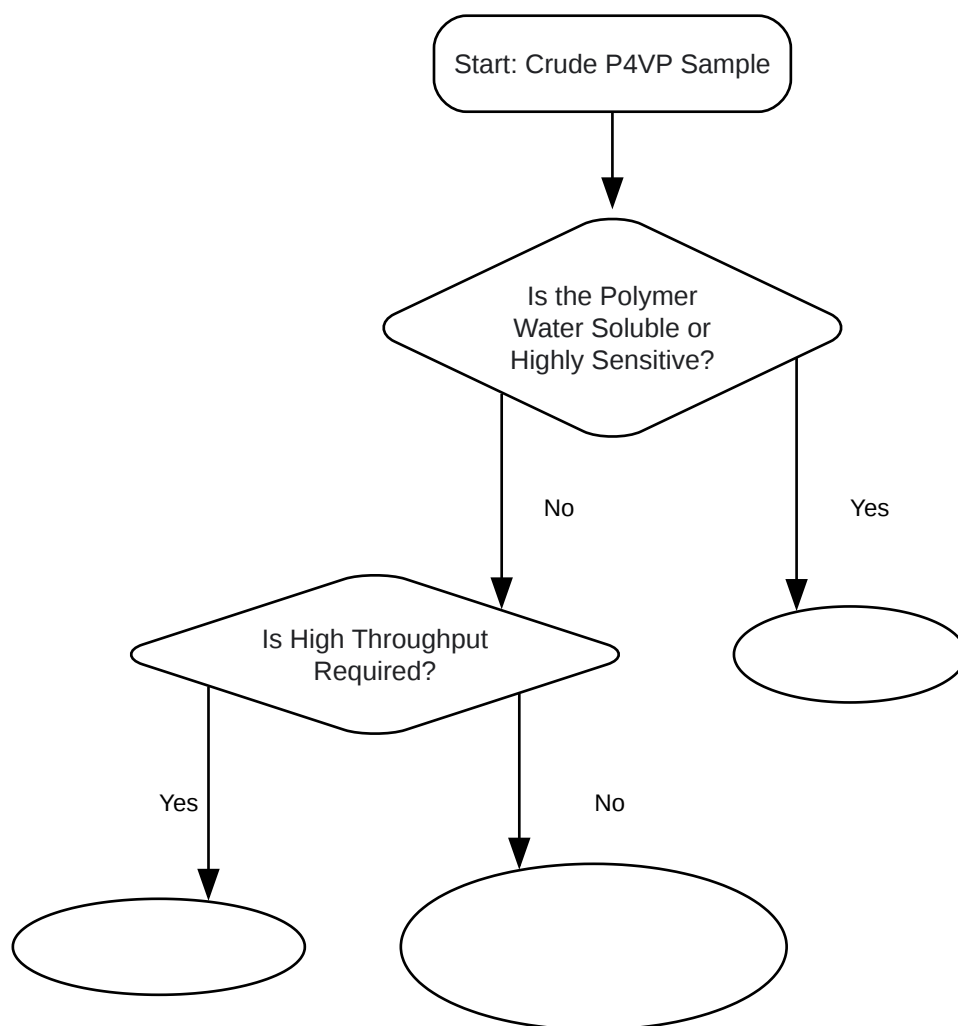 Start: Crude P4VP Sample
Is the Polymer
Water Soluble or
Highly Sensitive?
No
Yes
Is High Throughput
Required?
Yes
No